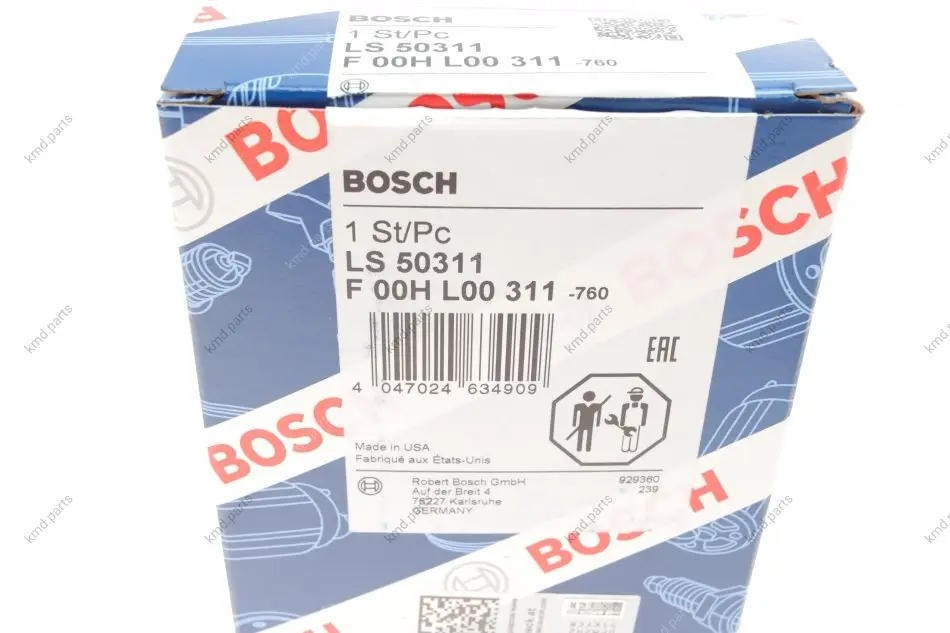 BOSCH
1 St/Pc
LS 50311
F 00H L00 311 -760
BOSCH
BOSCH
1 St/Pc
LS 50311
F 00H L00 311 -760
4 047024 634909
EAC
BOSCH
Made in USA
Fabriqué aux États-Unis
Robert Bosch GmbH
Auf der Breit 4
76227 Karlsruhe
GERMANY
929360
239
BOSCH
kmd.parts